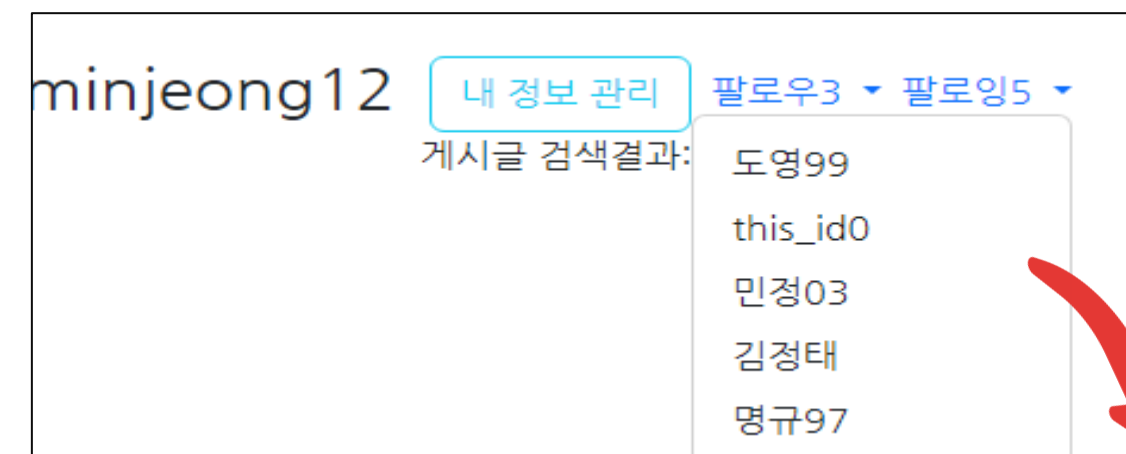 minjeong12 내 정보 관리 팔로우3 팔로잉5
게시글 검색결과:
도영99
this_id0
민정03
김정태
명규97